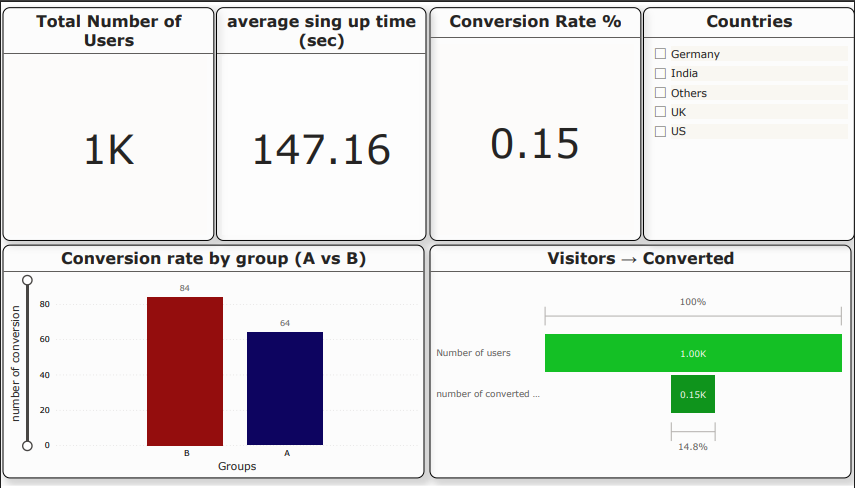 Total Number of
Users
1K
average sing up time
(sec)
147.16
Conversion Rate %
0.15
Countries
Germany
India
Others
UK
US
Conversion rate by group (A vs B)
number of conversion
80
60
40
20
0
84
64
B
A
Groups
Visitors → Converted
100%
Number of users
1.00K
number of converted ...
0.15K
14.8%